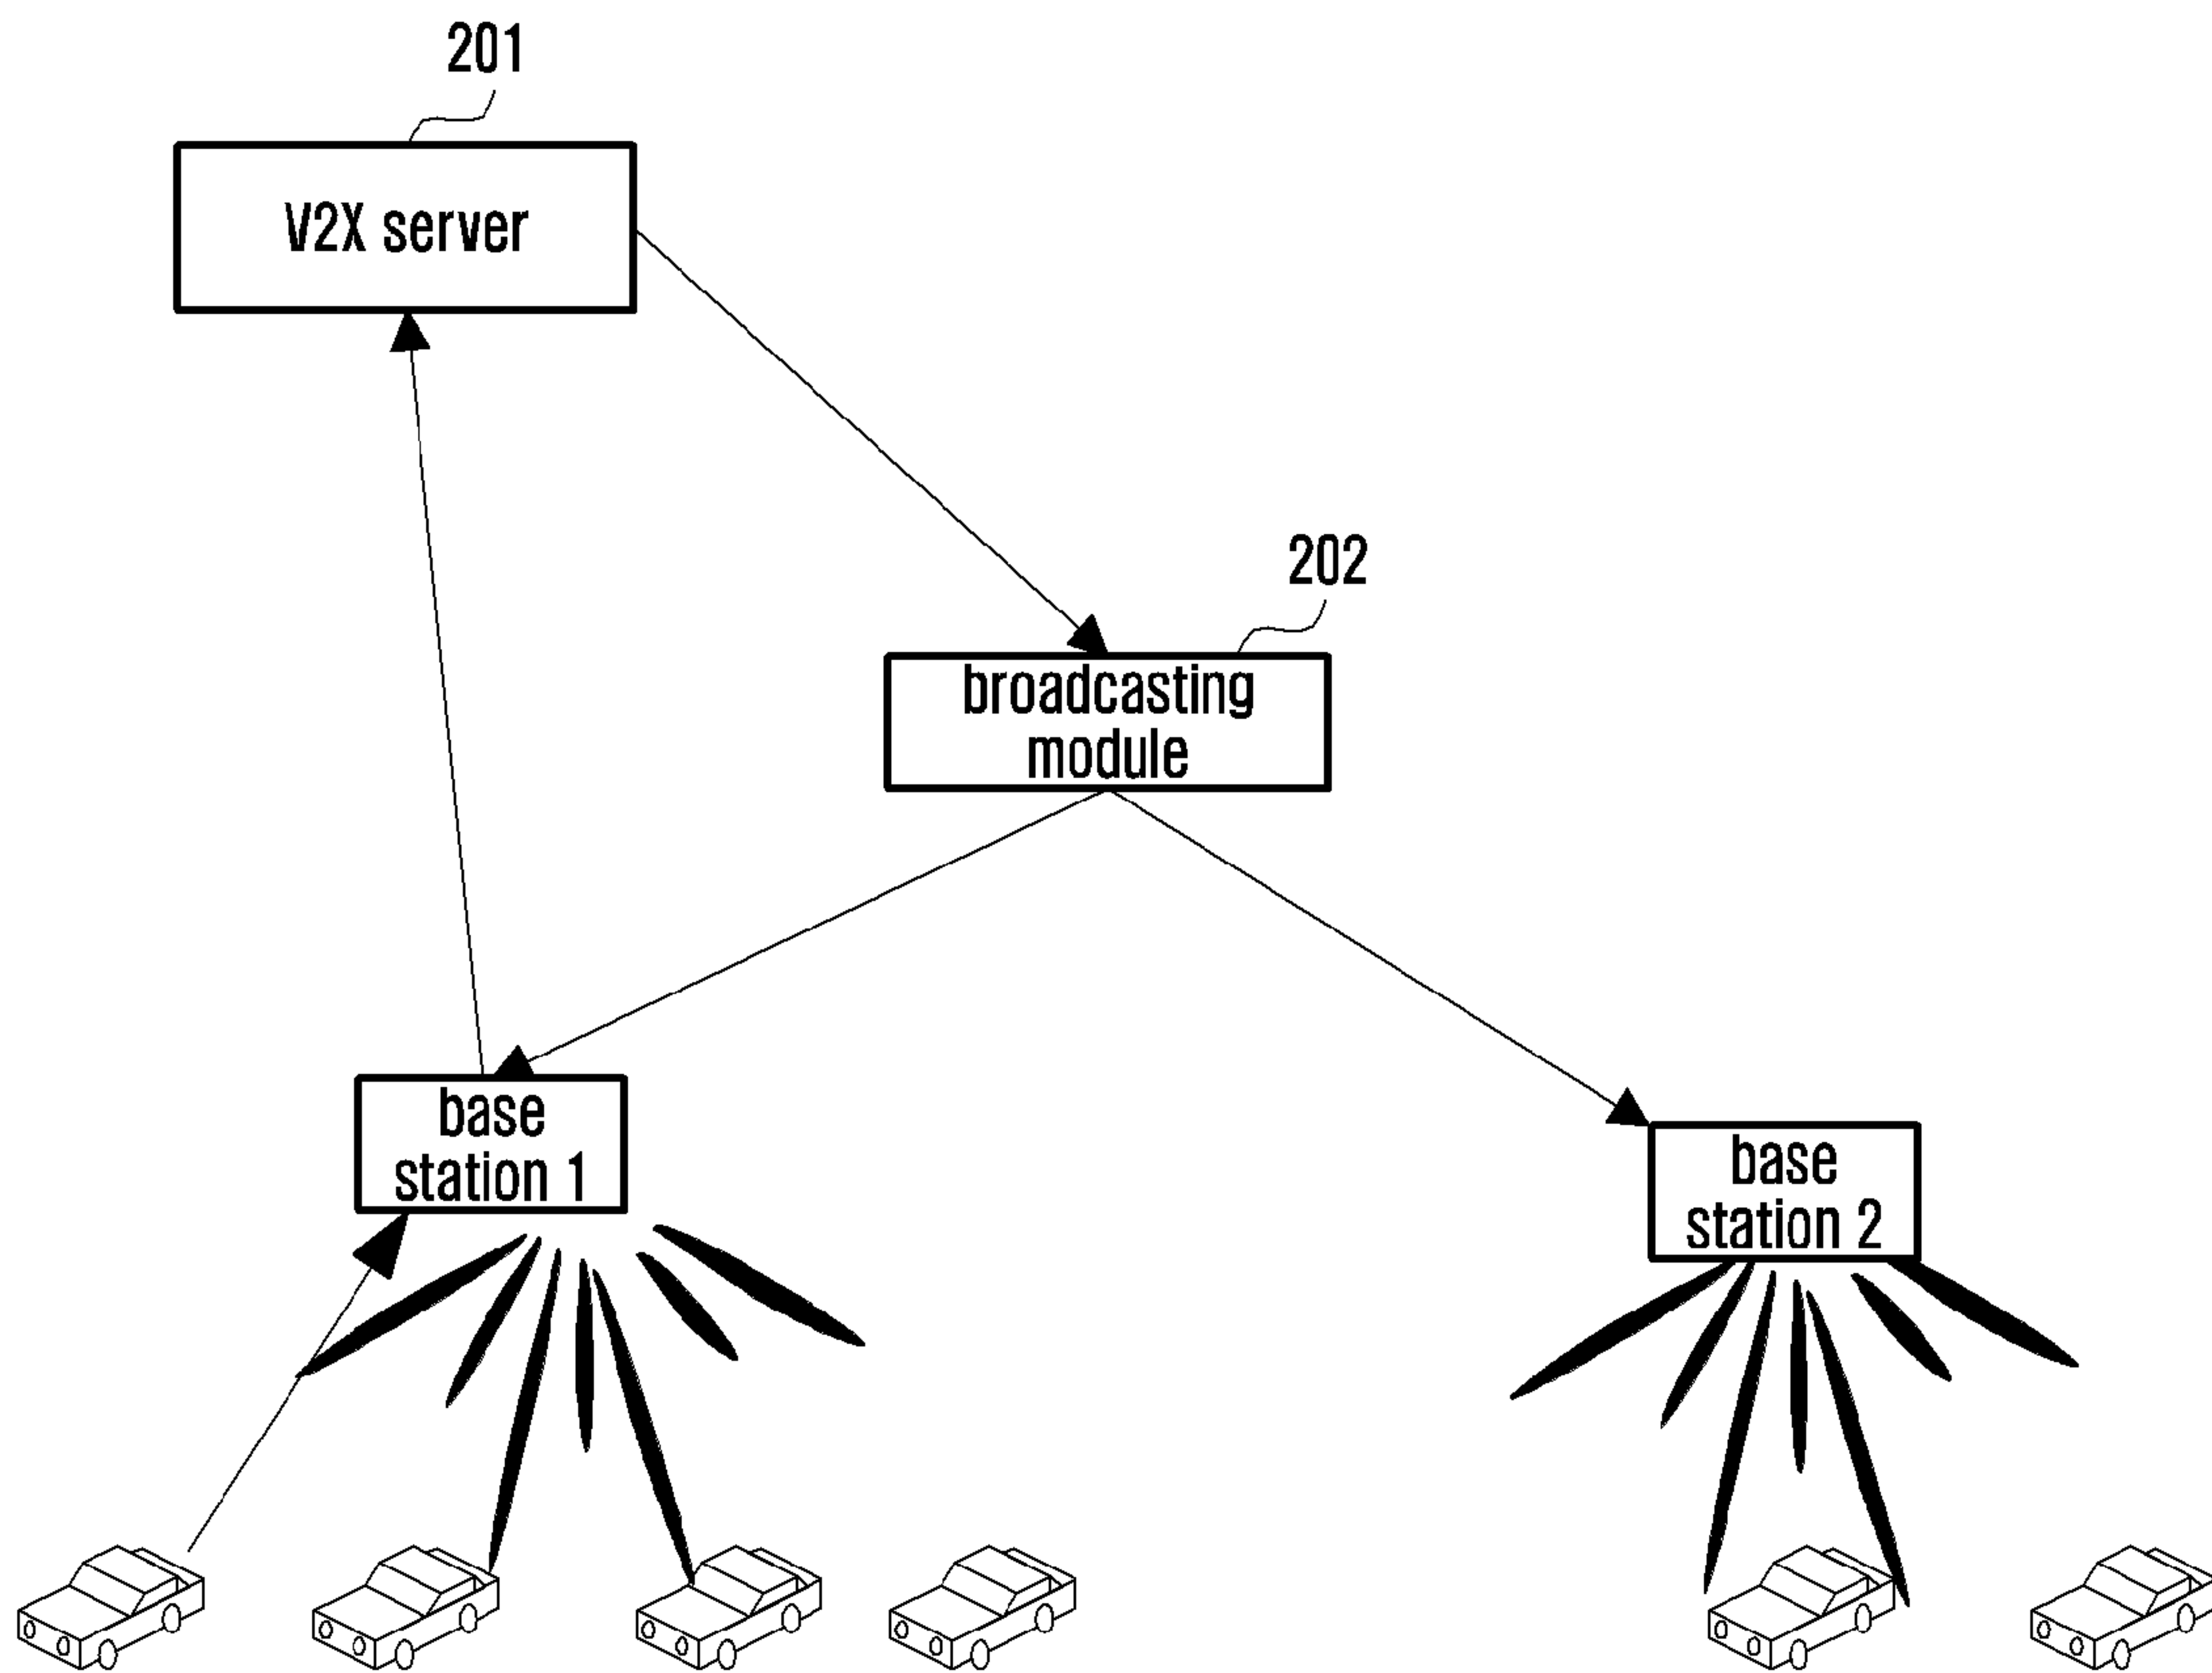 201
V2X server
202
broadcasting
module
base
station 1
base
station 2